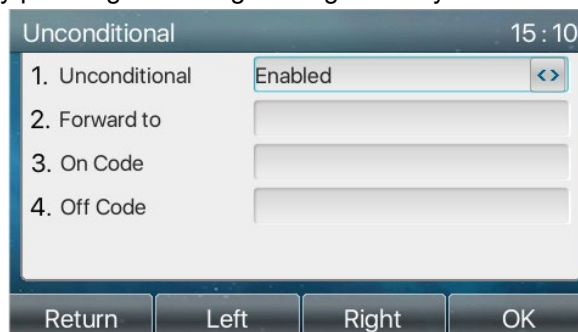 Unconditional 15:10
1. Unconditional Enabled <>
2. Forward to
3. On Code
4. Off Code
Return Left Right OK